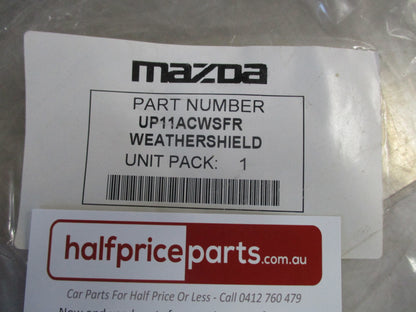 mazda
PART NUMBER
UP11ACWSFR
WEATHERSHIELD
UNIT PACK: 1
halfpriceparts.com.au
Car Parts For Half Price Or Less - Call 0412 760 479